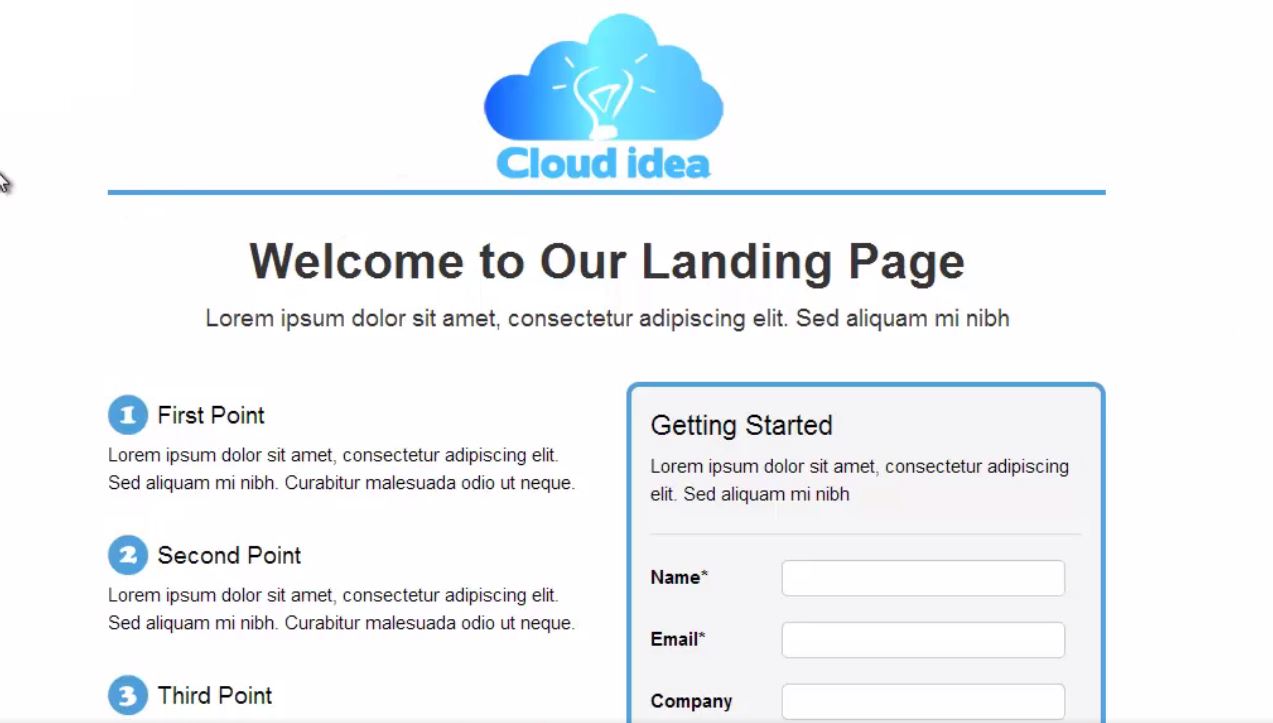 Cloud idea
Welcome to Our Landing Page
Lorem ipsum dolor sit amet, consectetur adipiscing elit. Sed aliquam mi nibh
1 First Point
Lorem ipsum dolor sit amet, consectetur adipiscing elit.
Sed aliquam mi nibh. Curabitur malesuada odio ut neque.
2 Second Point
Lorem ipsum dolor sit amet, consectetur adipiscing elit.
Sed aliquam mi nibh. Curabitur malesuada odio ut neque.
3 Third Point
Getting Started
Lorem ipsum dolor sit amet, consectetur adipiscing
elit. Sed aliquam mi nibh
Name*
Email*
Company